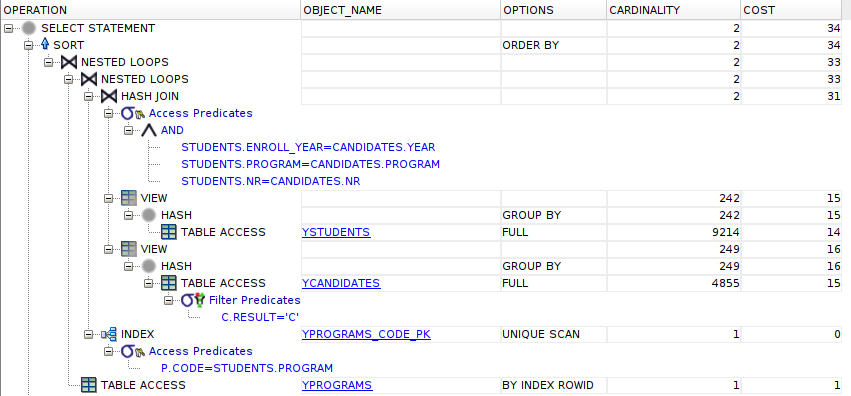 OPERATION OBJECT_NAME OPTIONS CARDINALITY COST
SELECT STATEMENT 2 34
SORT ORDER BY 2 34
NESTED LOOPS 2 33
NESTED LOOPS 2 33
HASH JOIN 2 31
Access Predicates
AND
STUDENTS.ENROLL_YEAR=CANDIDATES.YEAR
STUDENTS.PROGRAM=CANDIDATES.PROGRAM
STUDENTS.NR=CANDIDATES.NR
VIEW 242 15
HASH GROUP BY 242 15
TABLE ACCESS YSTUDENTS FULL 9214 14
VIEW 249 16
HASH GROUP BY 249 16
TABLE ACCESS YCANDIDATES FULL 4855 15
Filter Predicates
C.RESULT='C'
INDEX YPROGRAMS_CODE_PK UNIQUE SCAN 1 0
Access Predicates
P.CODE=STUDENTS.PROGRAM
TABLE ACCESS YPROGRAMS BY INDEX ROWID 1 1